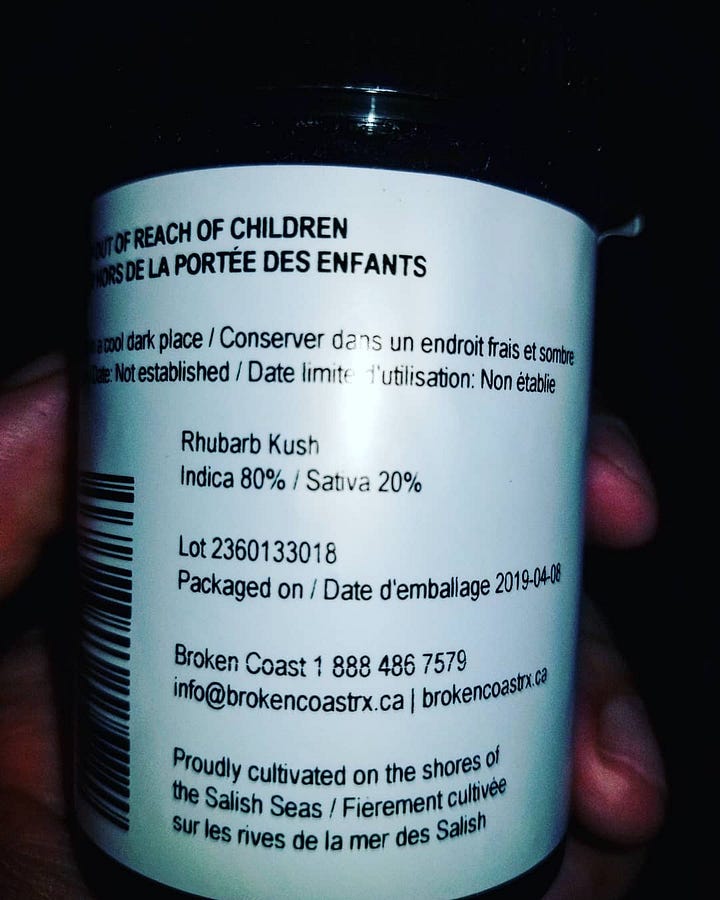 OUT OF REACH OF CHILDREN
HORS DE LA PORTÉE DES ENFANTS
a cool dark place / Conserver dans un endroit frais et sombre
Date: Not established / Date limite d'utilisation: Non établie
Rhubarb Kush
Indica 80% / Sativa 20%
Lot 2360133018
Packaged on / Date d'emballage 2019-04-08
Broken Coast 1 888 486 7579
info@brokencoastrx.ca | brokencoastrx.ca
Proudly cultivated on the shores of
the Salish Seas / Fièrement cultivée
sur les rives de la mer des Salish